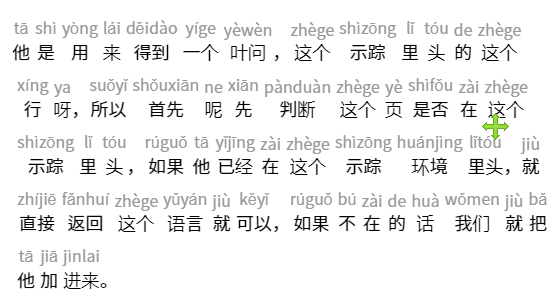 tā shì yòng lái děidào yíge yèwèn zhège shìzōng lǐ tóu de zhège
他 是 用 来 得到 一个 叶问 ，这个 示踪 里 头 的 这个
xíng ya suǒyǐ shǒuxiān ne xiān pànduàn zhège yè shìfǒu zài zhège
行 呀，所以 首先 呢 先 判断 这个 页 是否 在 这个
shìzōng lǐ tóu rúguǒ tā yǐjīng zài zhège shìzōng huánjìng lǐtóu jiù
示踪 里 头 ，如果 他 已经 在 这个 示踪 环境 里头，就
zhíjiē fǎnhuí zhège yǔyán jiù kěyǐ rúguǒ bú zài de huà wǒmen jiù bǎ
直接 返回 这个 语言 就 可以，如果 不 在 的 话 我们 就 把
tā jiā jìnlai
他 加 进来。